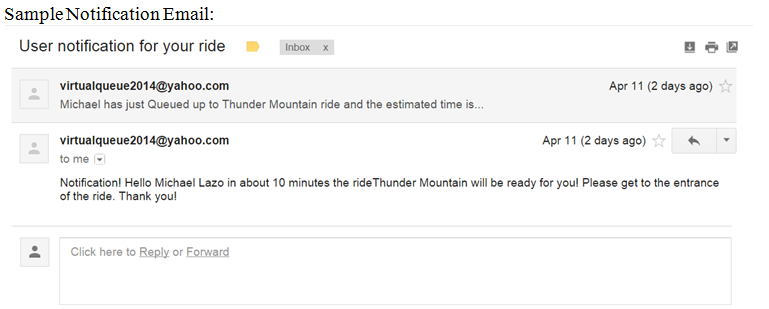 Sample Notification Email:
User notification for your ride Inbox x
virtualqueue2014@yahoo.com Apr 11 (2 days ago)
Michael has just Queued up to Thunder Mountain ride and the estimated time is...
virtualqueue2014@yahoo.com Apr 11 (2 days ago)
to me
Notification! Hello Michael Lazo in about 10 minutes the rideThunder Mountain will be ready for you! Please get to the entrance
of the ride. Thank you!
Click here to Reply or Forward